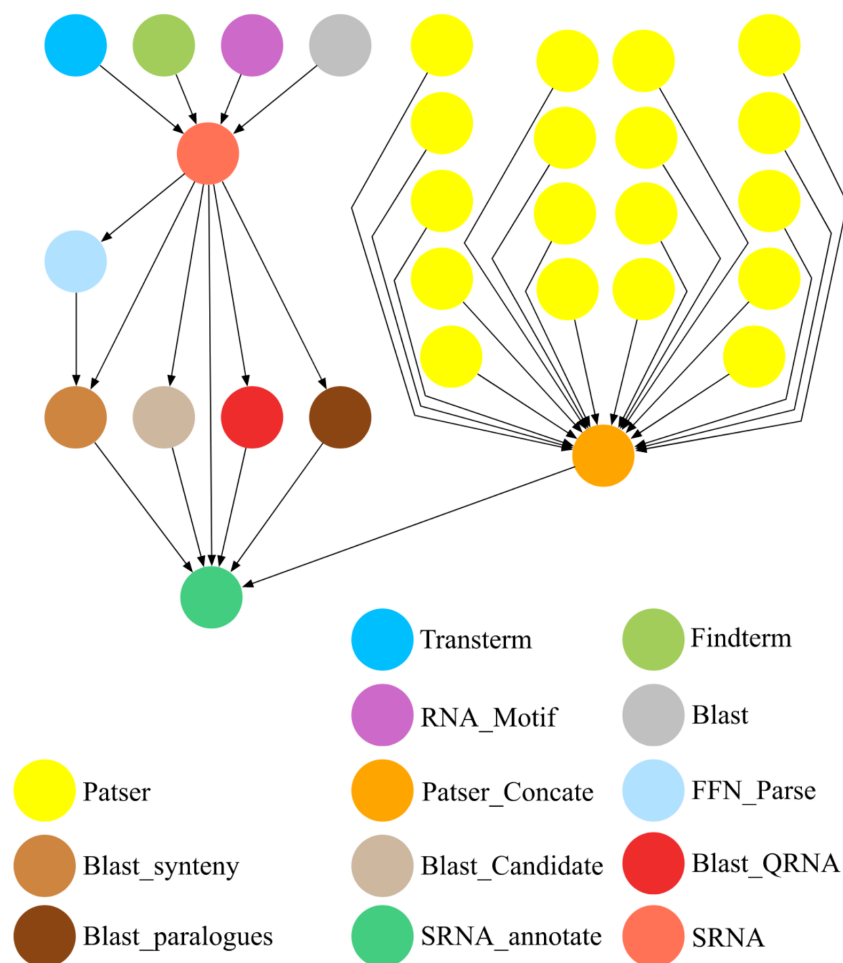 Transterm
Findterm
RNA_Motif
Blast
Patser
Patser_Concate
FFN_Parse
Blast_synteny
Blast_Candidate
Blast_QRNA
Blast_paralogues
SRNA_annotate
SRNA